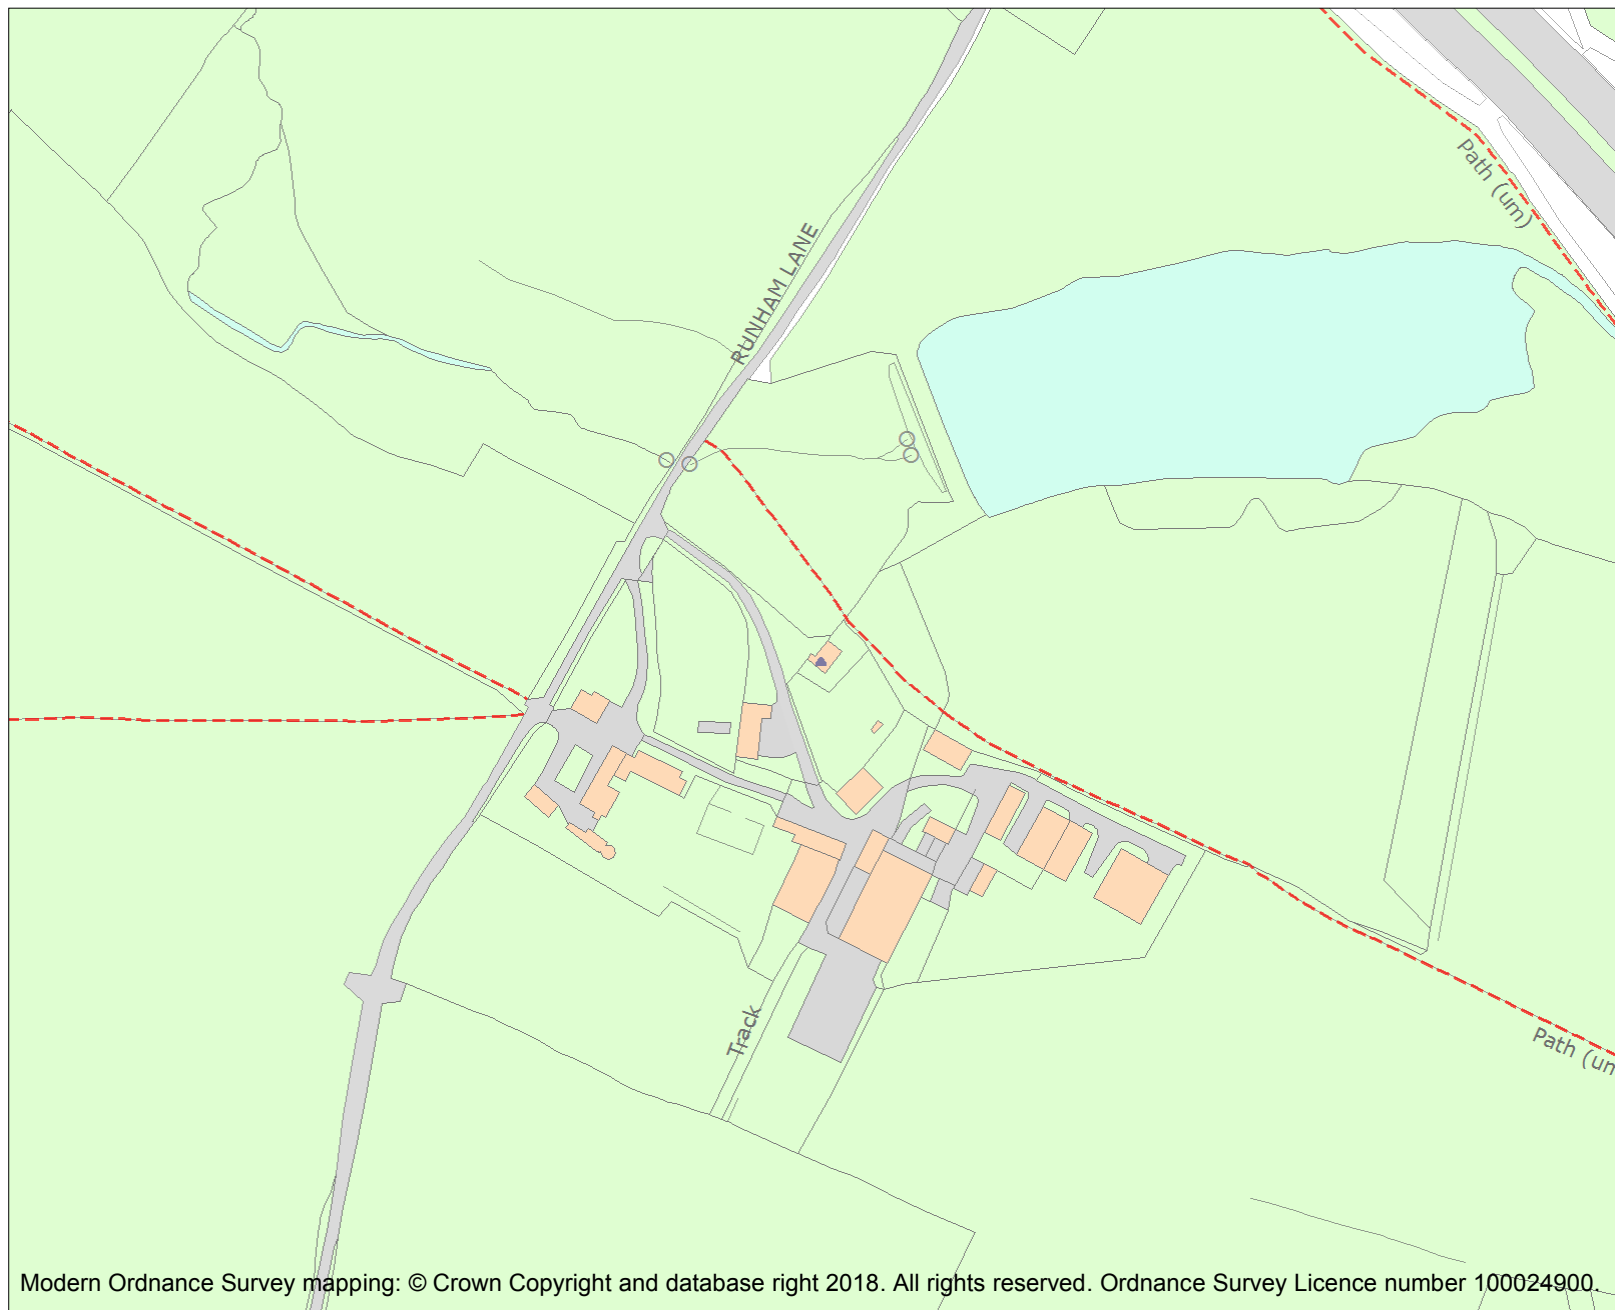 Path (um)
RUNHAM LANE
Track
Path (un
Modern Ordnance Survey mapping: © Crown Copyright and database right 2018. All rights reserved. Ordnance Survey Licence number 100024900.